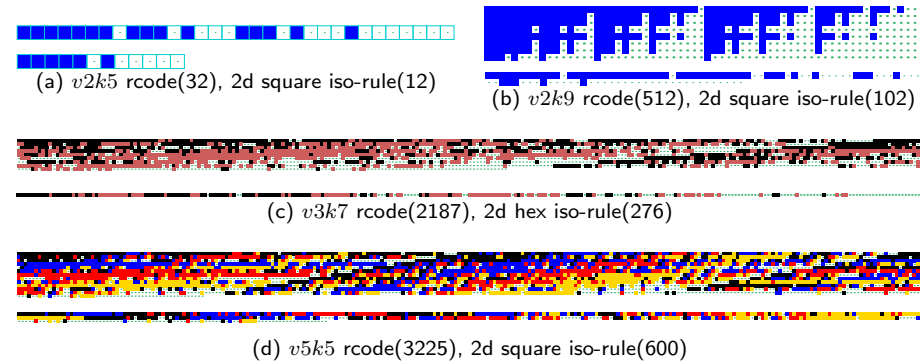 (a) v2k5 rcode(32), 2d square iso-rule(12)
(b) v2k9 rcode(512), 2d square iso-rule(102)
(c) v3k7 rcode(2187), 2d hex iso-rule(276)
(d) v5k5 rcode(3225), 2d square iso-rule(600)